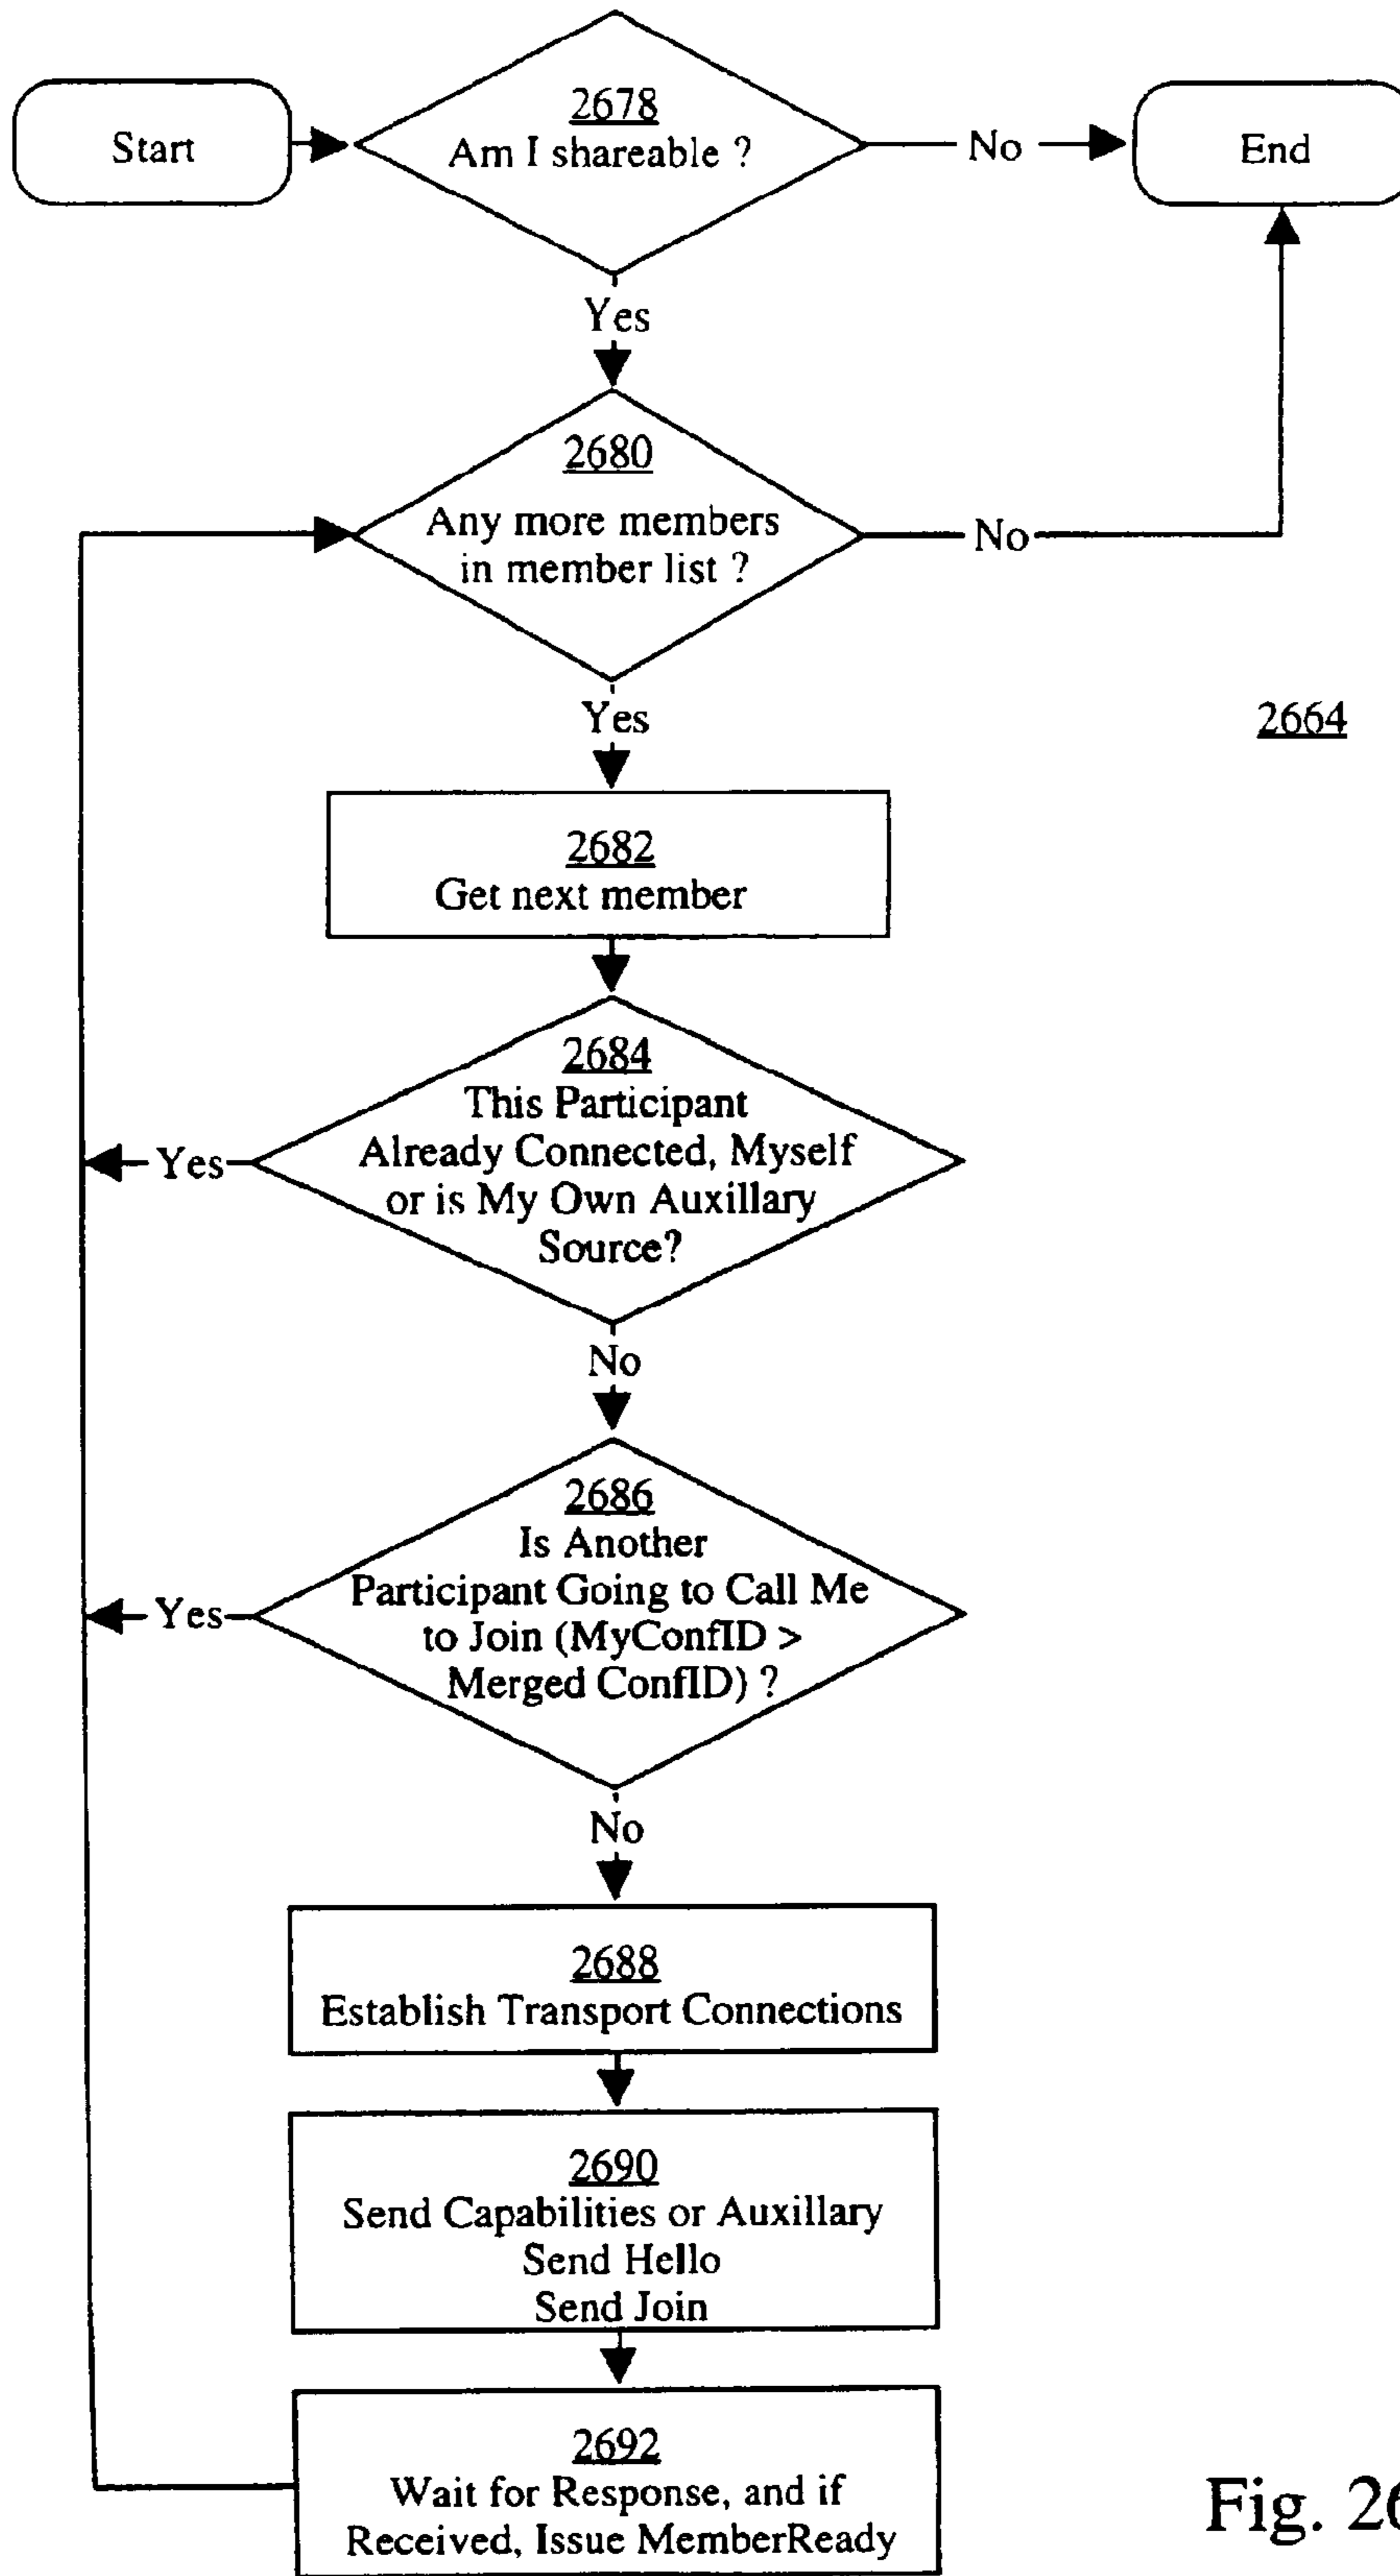 Start
2678
Am I shareable ?
No
End
Yes
2680
Any more members
in member list ?
No
Yes
2664
2682
Get next member
2684
This Participant
Already Connected, Myself
or is My Own Auxillary
Source?
Yes
No
2686
Is Another
Participant Going to Call Me
to Join (MyConfID >
Merged ConfID) ?
Yes
No
2688
Establish Transport Connections
2690
Send Capabilities or Auxillary
Send Hello
Send Join
2692
Wait for Response, and if
Received, Issue MemberReady
Fig. 26